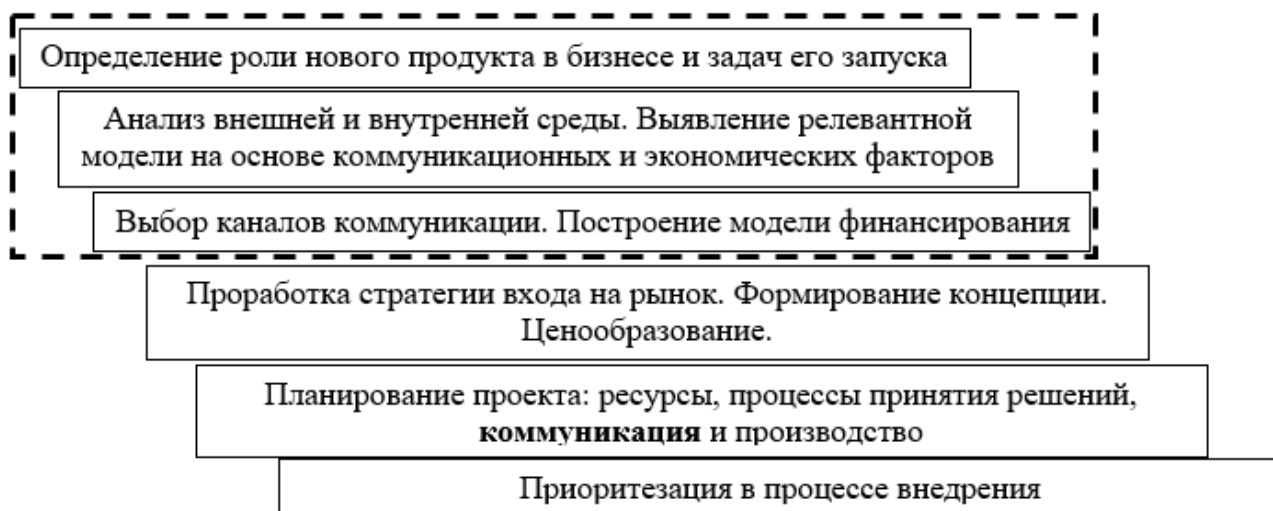 Определение роли нового продукта в бизнесе и задач его запуска
Анализ внешней и внутренней среды. Выявление релевантной
модели на основе коммуникационных и экономических факторов
Выбор каналов коммуникации. Построение модели финансирования
Проработка стратегии входа на рынок. Формирование концепции.
Ценообразование.
Планирование проекта: ресурсы, процессы принятия решений,
коммуникация и производство
Приоритезация в процессе внедрения